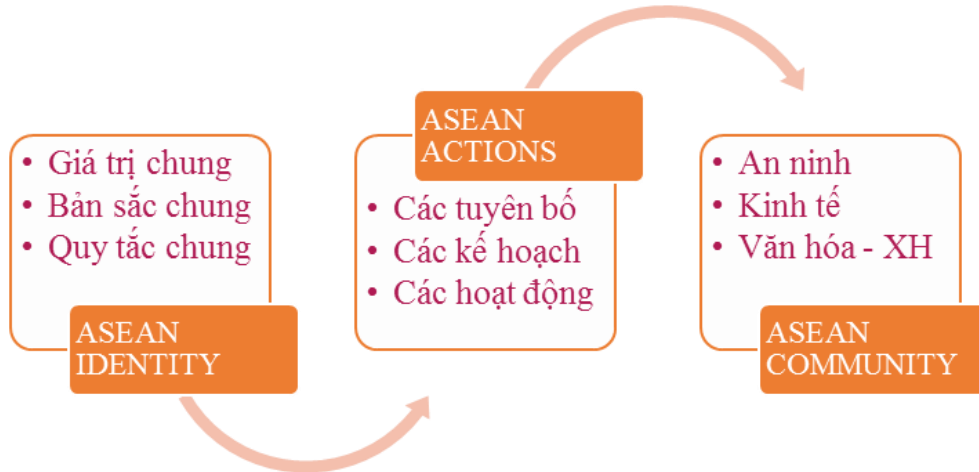 • Giá trị chung
• Bản sắc chung
• Quy tắc chung
ASEAN
IDENTITY
ASEAN
ACTIONS
• Các tuyên bố
• Các kế hoạch
• Các hoạt động
• An ninh
• Kinh tế
• Văn hóa - XH
ASEAN
COMMUNITY